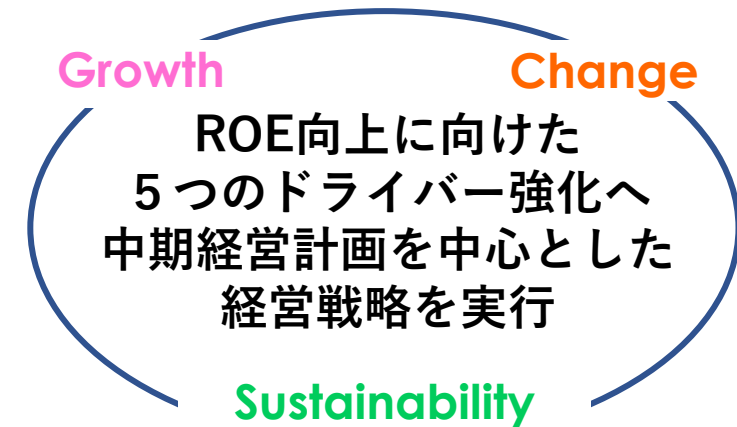 Growth
Change
ROE向上に向けた
５つのドライバー強化へ
中期経営計画を中心とした
経営戦略を実行
Sustainability